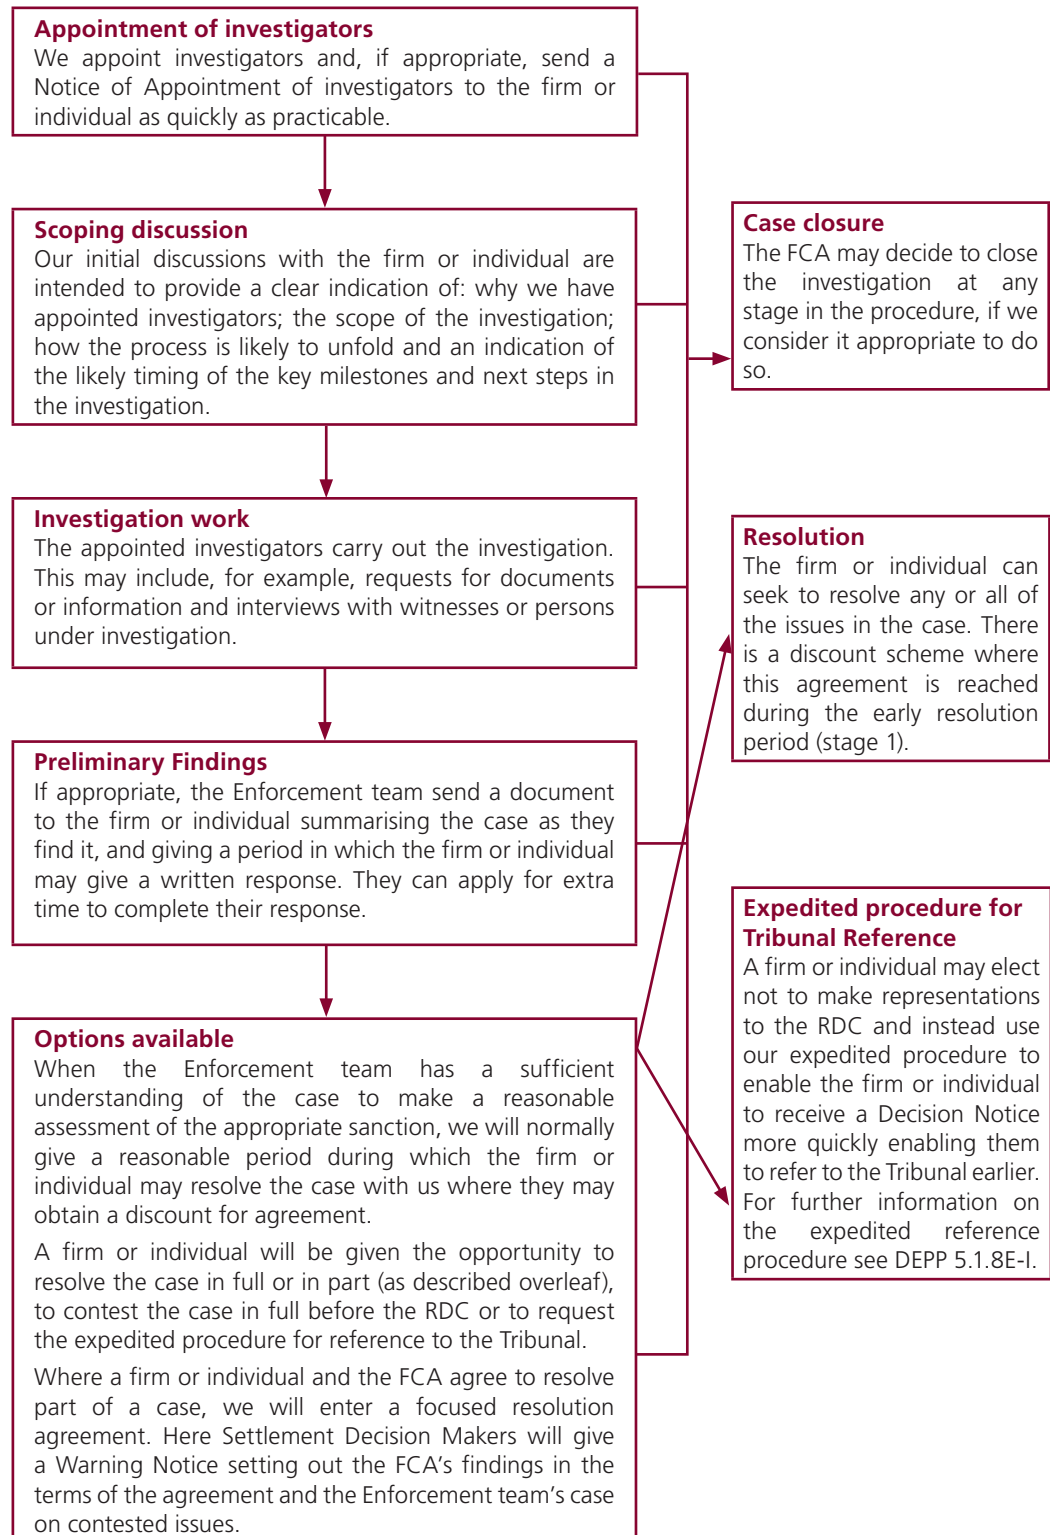 Appointment of investigators
We appoint investigators and, if appropriate, send a
Notice of Appointment of investigators to the firm or
individual as quickly as practicable.
Scoping discussion
Our initial discussions with the firm or individual are
intended to provide a clear indication of: why we have
appointed investigators; the scope of the investigation;
how the process is likely to unfold and an indication of
the likely timing of the key milestones and next steps in
the investigation.
Investigation work
The appointed investigators carry out the investigation.
This may include, for example, requests for documents
or information and interviews with witnesses or persons
under investigation.
Preliminary Findings
If appropriate, the Enforcement team send a document
to the firm or individual summarising the case as they
find it, and giving a period in which the firm or individual
may give a written response. They can apply for extra
time to complete their response.
Options available
When the Enforcement team has a sufficient
understanding of the case to make a reasonable
assessment of the appropriate sanction, we will normally
give a reasonable period during which the firm or
individual may resolve the case with us where they may
obtain a discount for agreement.
A firm or individual will be given the opportunity to
resolve the case in full or in part (as described overleaf),
to contest the case in full before the RDC or to request
the expedited procedure for reference to the Tribunal.
Where a firm or individual and the FCA agree to resolve
part of a case, we will enter a focused resolution
agreement. Here Settlement Decision Makers will give
a Warning Notice setting out the FCA's findings in the
terms of the agreement and the Enforcement team's case
on contested issues.
Case closure
The FCA may decide to close
the investigation at any
stage in the procedure, if we
consider it appropriate to do
so.
Resolution
The firm or individual can
seek to resolve any or all of
the issues in the case. There
is a discount scheme where
this agreement is reached
during the early resolution
period (stage 1).
Expedited procedure for
Tribunal Reference
A firm or individual may elect
not to make representations
to the RDC and instead use
our expedited procedure to
enable the firm or individual
to receive a Decision Notice
more quickly enabling them
to refer to the Tribunal earlier.
For further information on
the expedited reference
procedure see DEPP 5.1.8E-I.